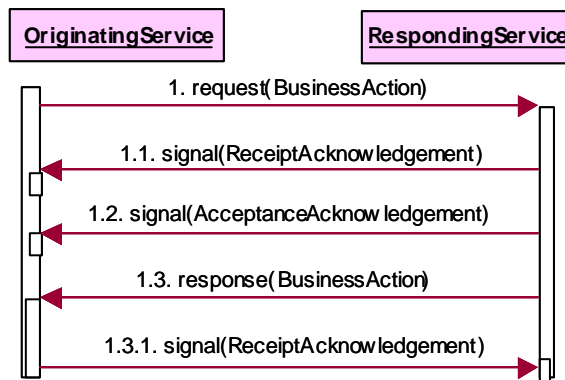 OriginatingService
RespondingService
1. request(BusinessAction)
1.1. signal(ReceiptAcknowledgement)
1.2. signal(AcceptanceAcknowledgement)
1.3. response(BusinessAction)
1.3.1. signal(ReceiptAcknowledgement)